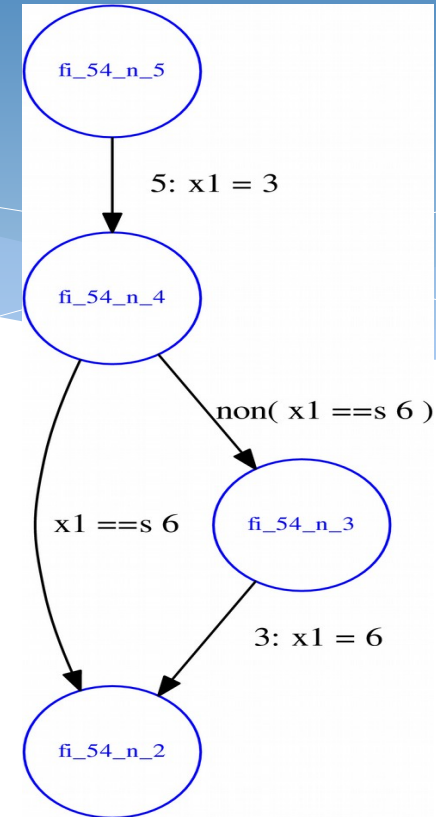 fi_54_n_5
5: x1 = 3
fi_54_n_4
non( x1 ==s 6 )
x1 ==s 6
fi_54_n_3
3: x1 = 6
fi_54_n_2